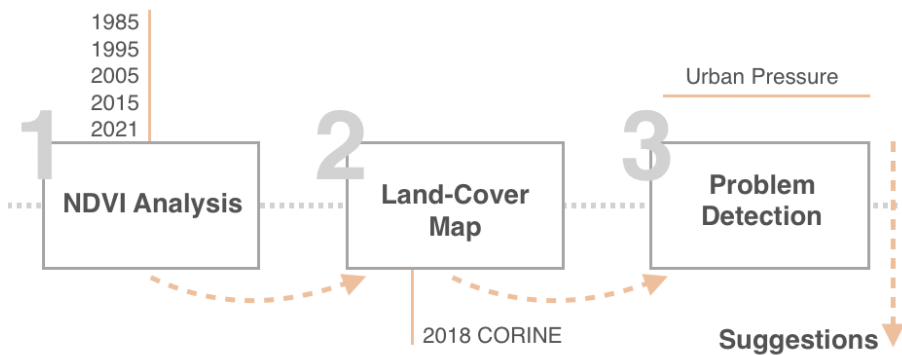 1985
1995
2005
2015
2021
1
NDVI Analysis
2
Land-Cover
Map
2018 CORINE
Urban Pressure
3
Problem
Detection
Suggestions